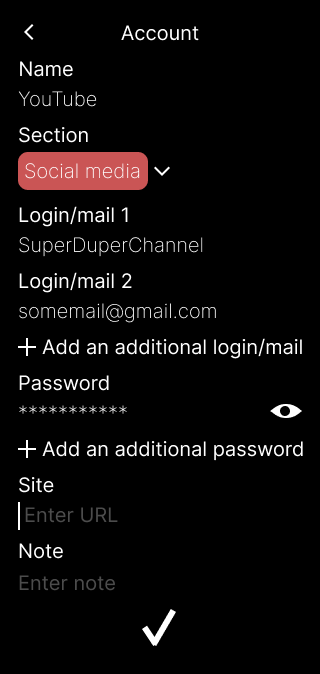 Account
Name
YouTube
Section
Social media
Login/mail 1
SuperDuperChannel
Login/mail 2
somemail@gmail.com
Add an additional login/mail
Password
***********
Add an additional password
Site
Enter URL
Note
Enter note